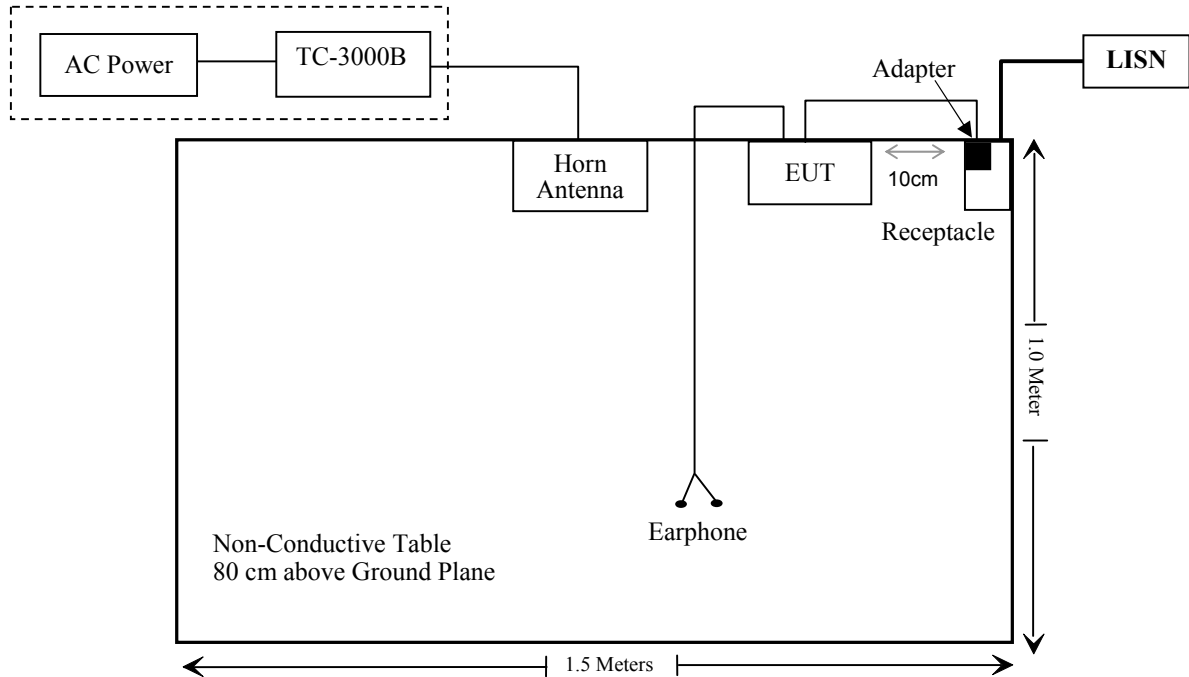 AC Power
TC-3000B
LISN
Adapter
Horn
Antenna
EUT
10cm
Receptacle
1.0 Meter
Earphone
Non-Conductive Table
80 cm above Ground Plane
1.5 Meters